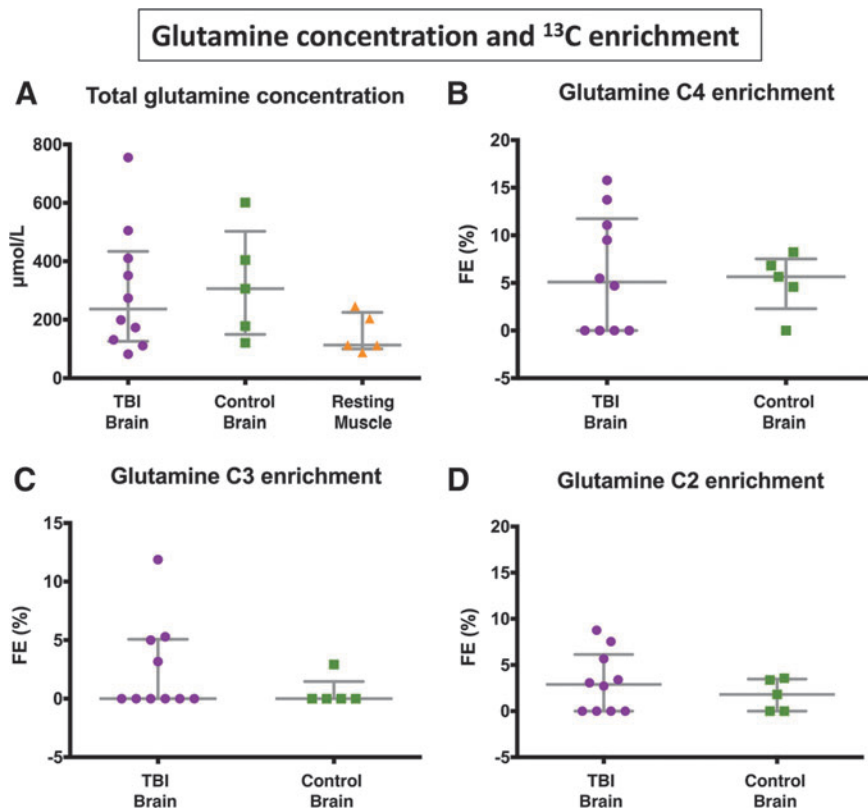 Glutamine concentration and ¹³C enrichment
A
Total glutamine concentration
800
600
400
200
0
µmol/L
TBI
Brain
Control
Brain
Resting
Muscle
B
Glutamine C4 enrichment
20
15
10
5
0
-5
FE (%)
TBI
Brain
Control
Brain
C
Glutamine C3 enrichment
15
10
5
0
-5
FE (%)
TBI
Brain
Control
Brain
D
Glutamine C2 enrichment
20
15
10
5
0
-5
FE (%)
TBI
Brain
Control
Brain